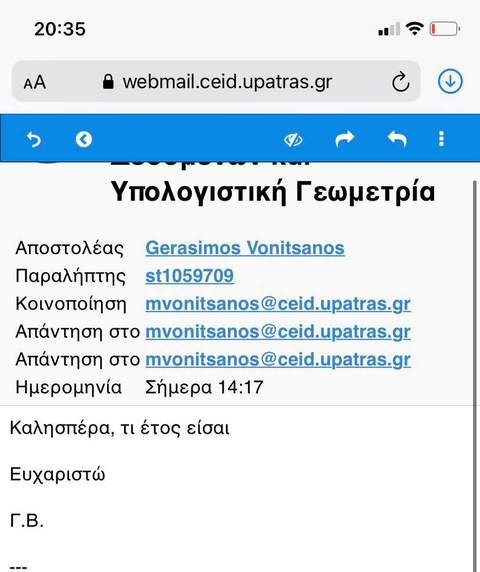 20:35
AA webmail.ceid.upatras.gr
Δεδομένων και
Υπολογιστική Γεωμετρία
Αποστολέας Gerasimos Vonitsanos
Παραλήπτης st1059709
Κοινοποίηση mvonitsanos@ceid.upatras.gr
Απάντηση στο mvonitsanos@ceid.upatras.gr
Απάντηση στο mvonitsanos@ceid.upatras.gr
Ημερομηνία Σήμερα 14:17
Καλησπέρα, τι έτος είσαι
Ευχαριστώ
Γ.Β.
---